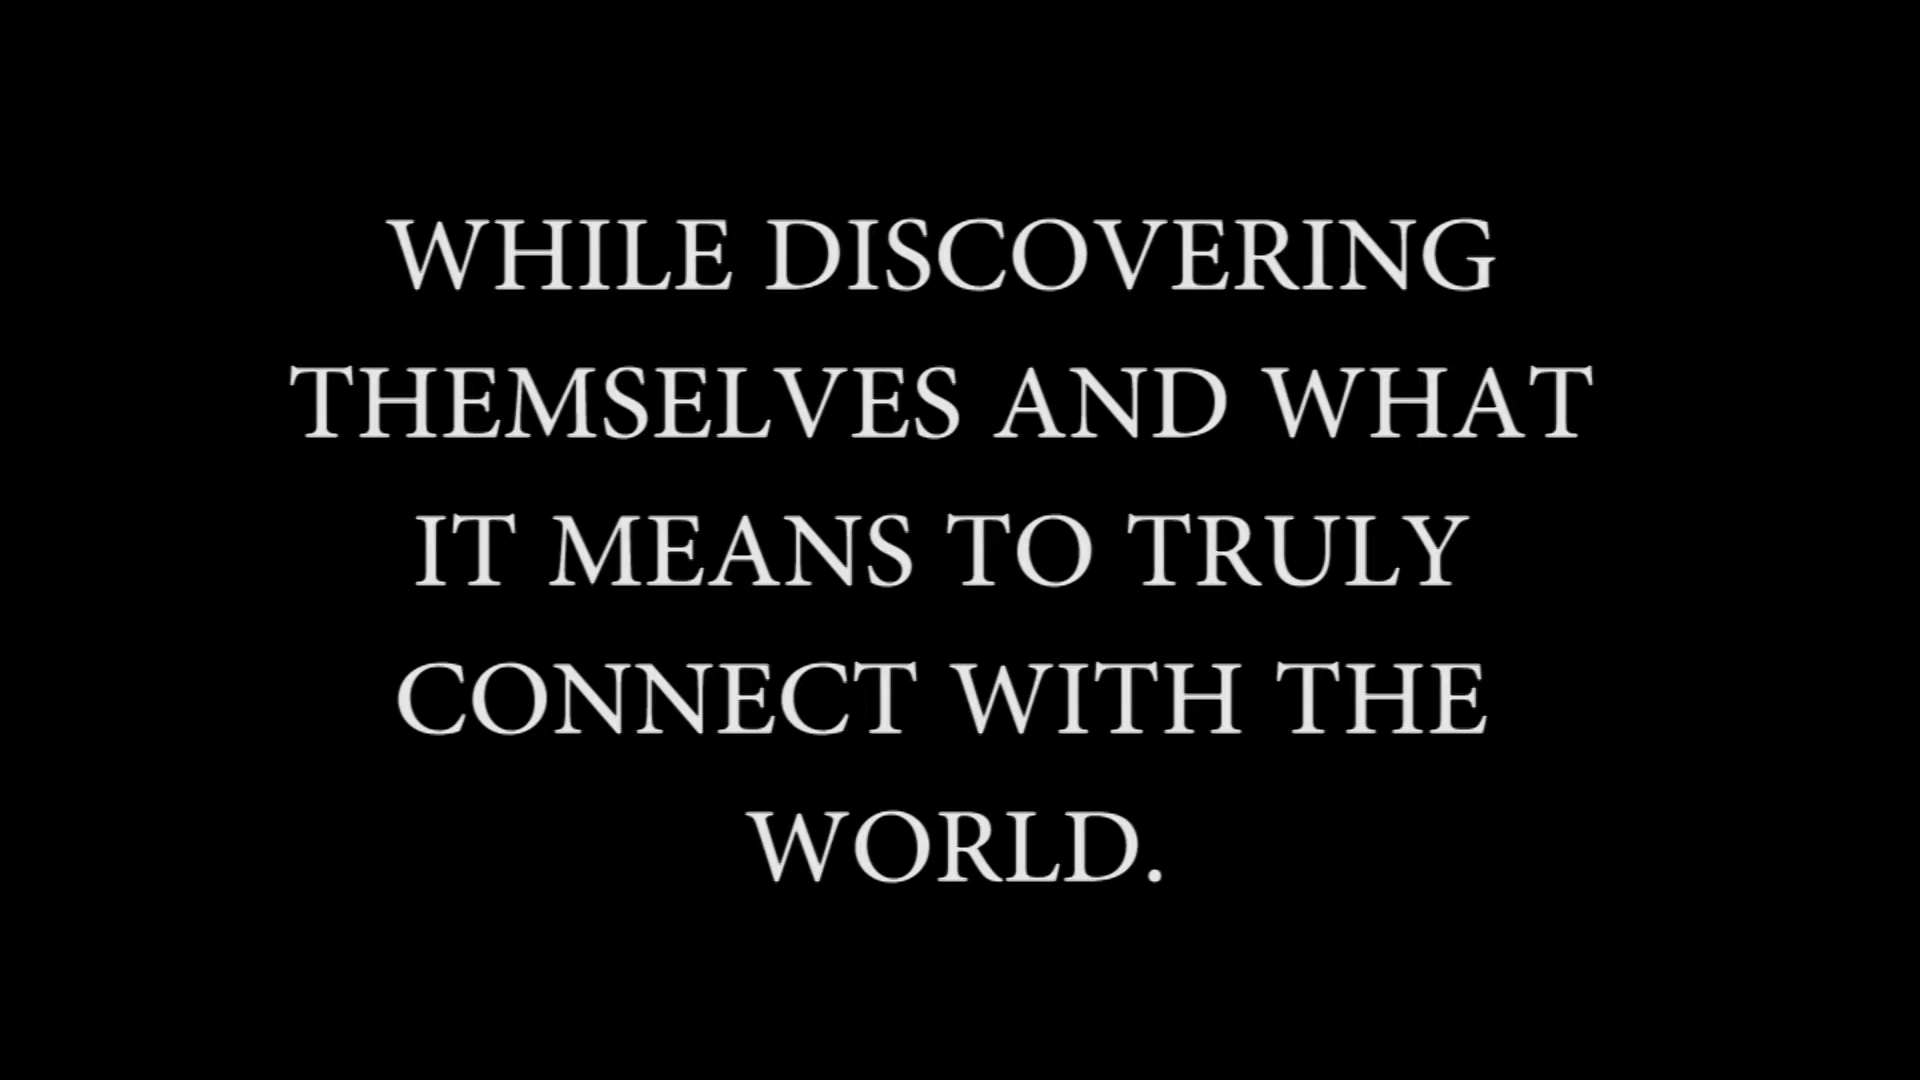 WHILE DISCOVERING
THEMSELVES AND WHAT
IT MEANS TO TRULY
CONNECT WITH THE
WORLD.